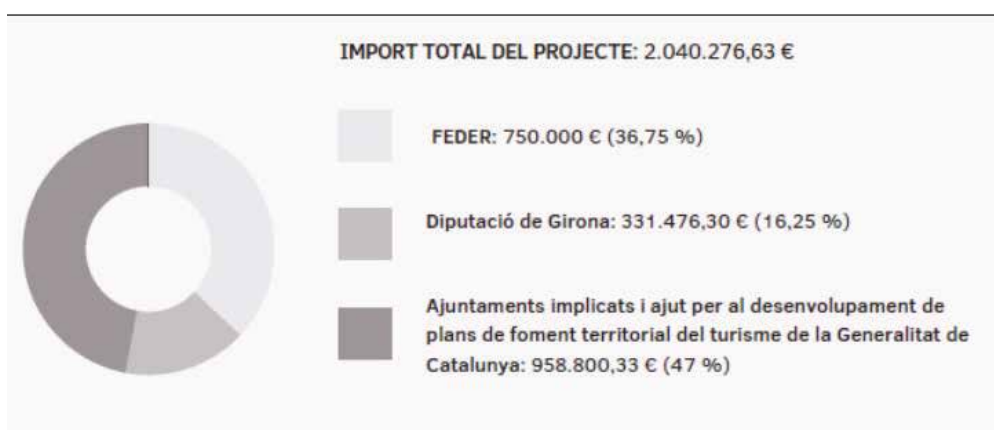 IMPORT TOTAL DEL PROJECTE: 2.040.276,63 €
FEDER: 750.000 € (36,75 %)
Diputació de Girona: 331.476,30 € (16,25 %)
Ajuntaments implicats i ajut per al desenvolupament de
plans de foment territorial del turisme de la Generalitat de
Catalunya: 958.800,33 € (47 %)